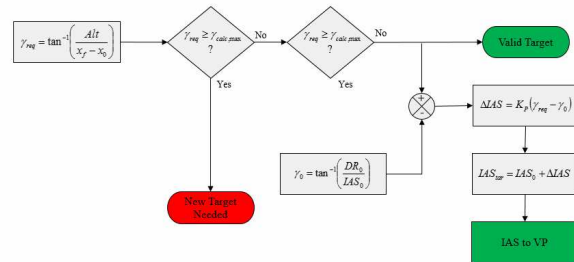 γ_req = tan⁻¹(Alt / (x_f − x_0))
γ_req ≥ γ_calc,max
?
No
γ_req ≥ γ_calc,max
?
No
Valid Target
Yes
Yes
+
-
ΔIAS = K_P(γ_req − γ_0)
γ_0 = tan⁻¹(DR_0 / IAS_0)
New Target
Needed
IAS_tar = IAS_0 + ΔIAS
IAS to VP